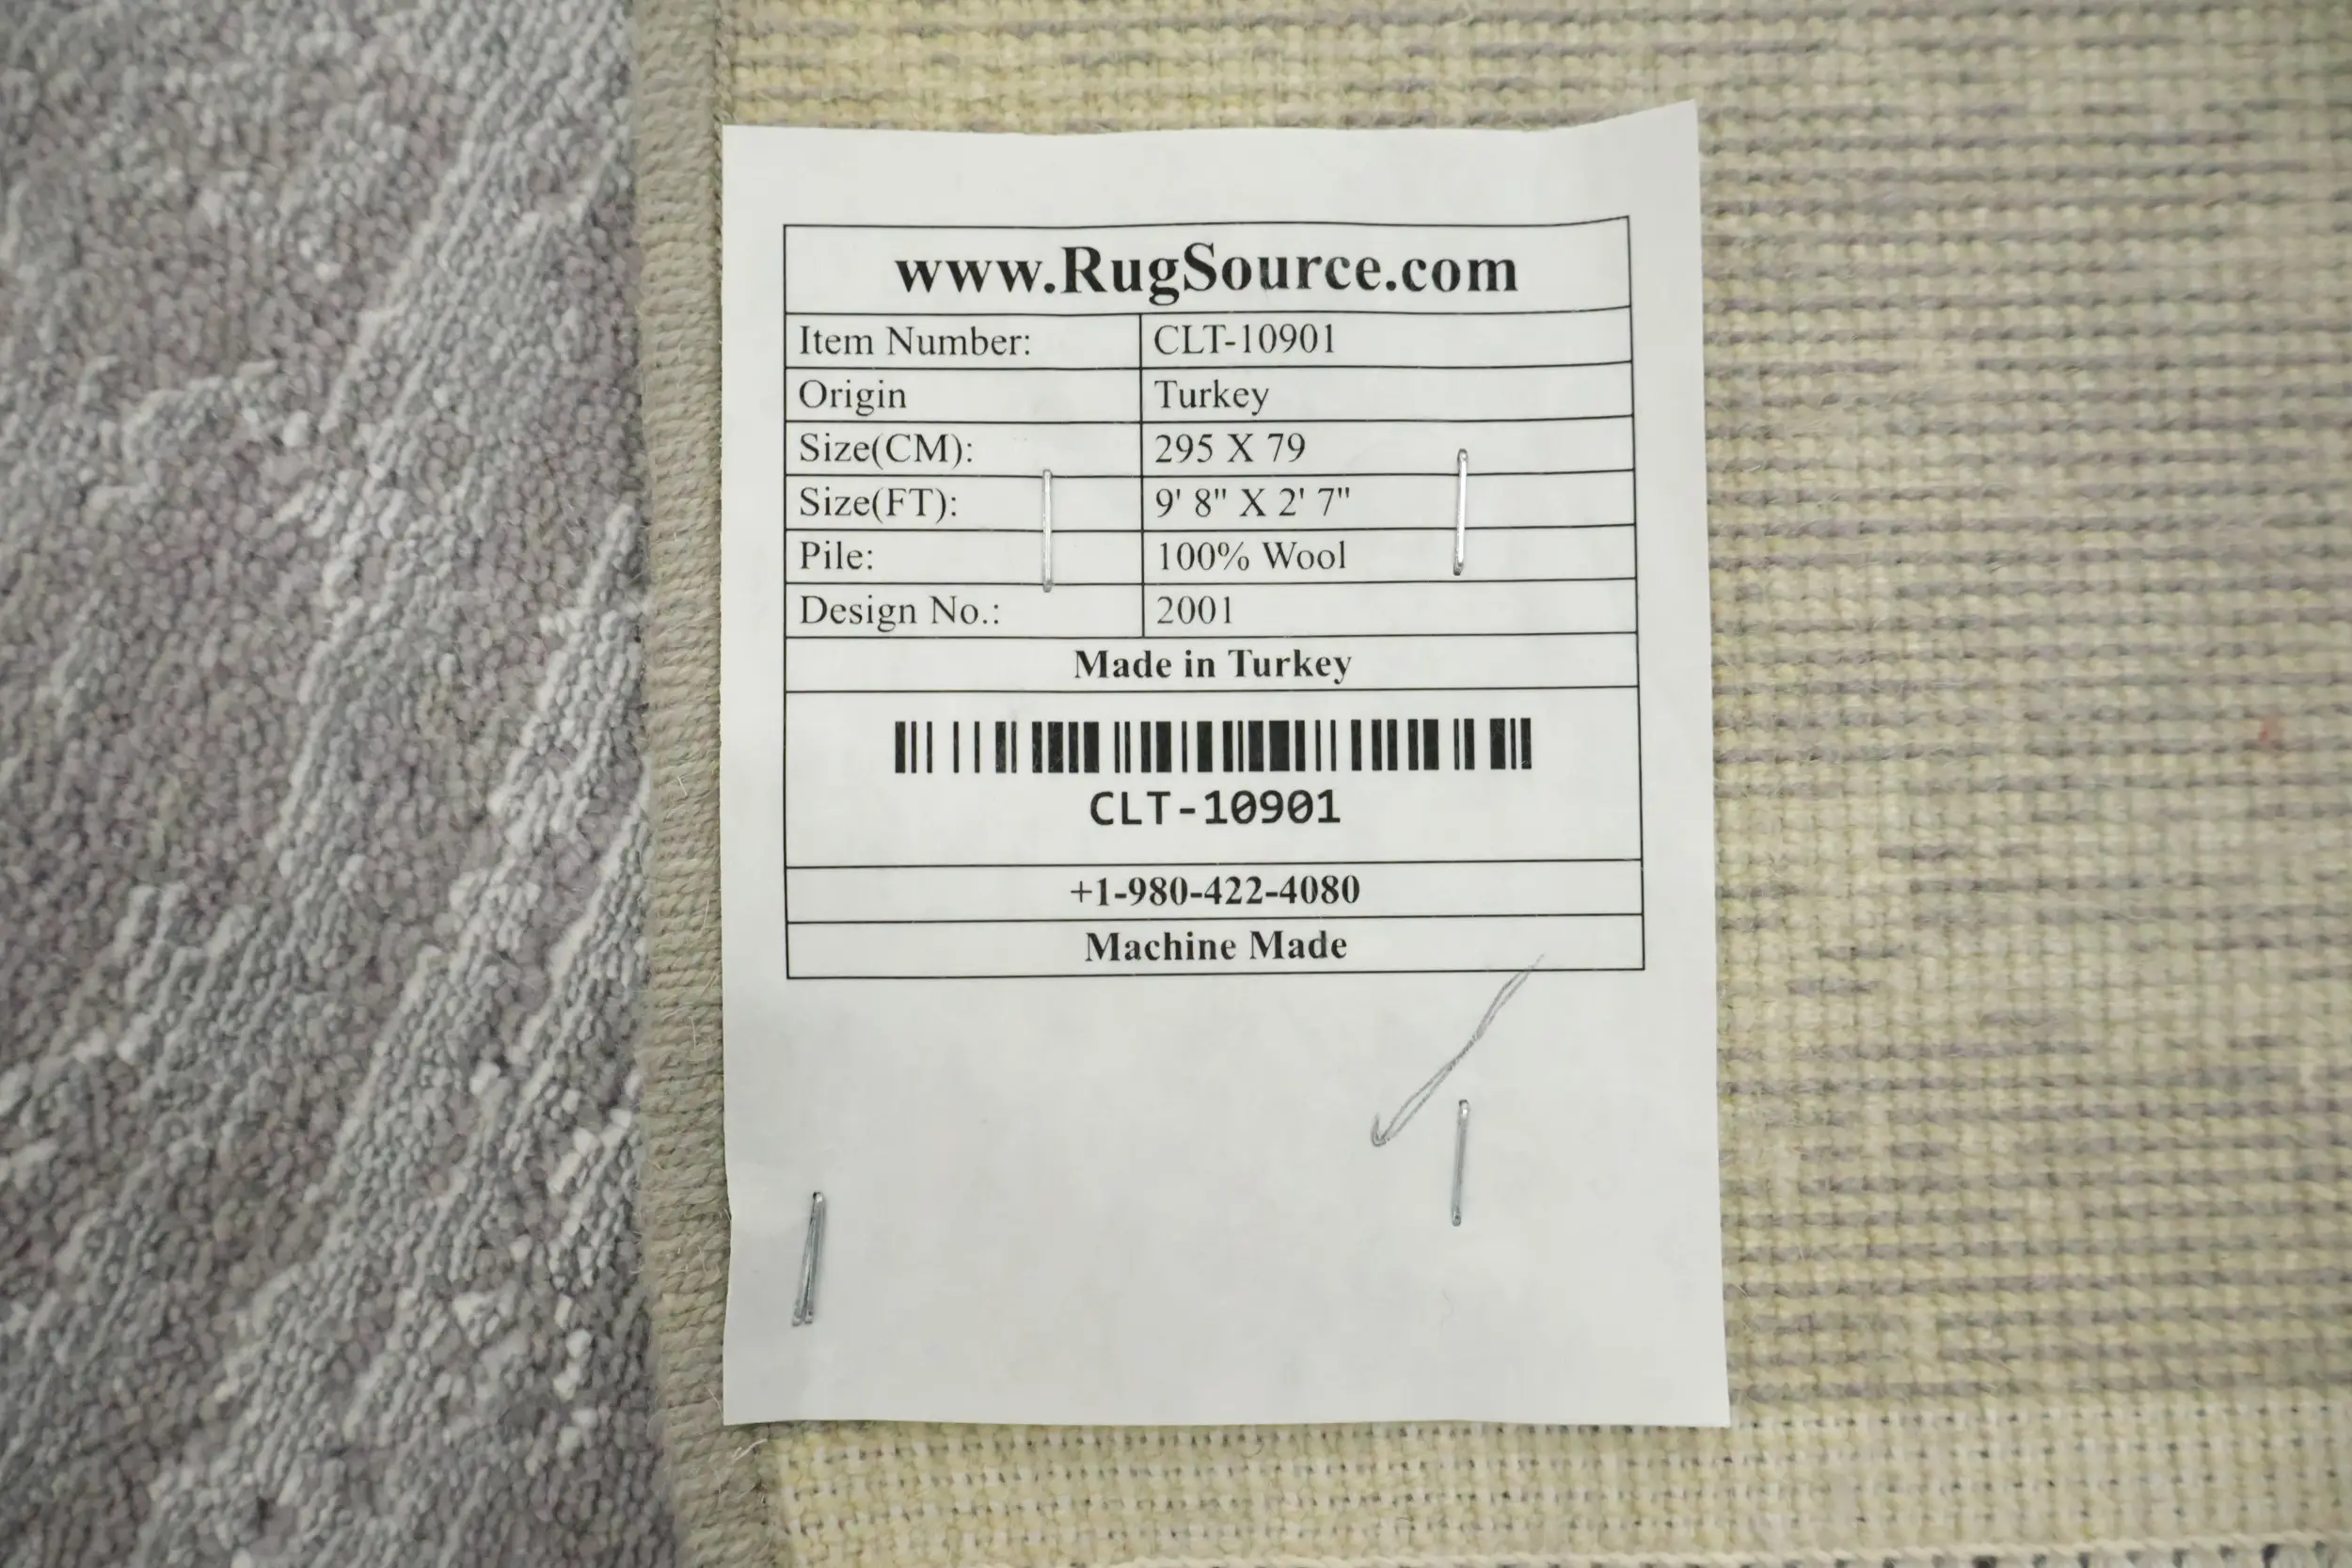 www.RugSource.com
Item Number: CLT-10901
Origin Turkey
Size(CM): 295 X 79
Size(FT): 9' 8" X 2' 7"
Pile: 100% Wool
Design No.: 2001
Made in Turkey
CLT-10901
+1-980-422-4080
Machine Made